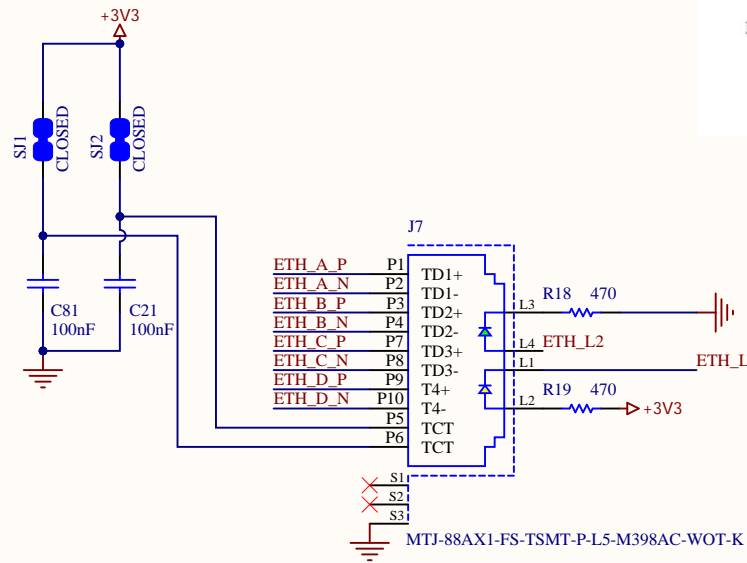 +3V3
SJ1
CLOSED
SJ2
CLOSED
C81
100nF
C21
100nF
J7
ETH_A_P P1 TD1+
ETH_A_N P2 TD1-
ETH_B_P P3 TD2+
ETH_B_N P4 TD2-
ETH_C_P P7 TD3+
ETH_C_N P8 TD3-
ETH_D_P P9 T4+
ETH_D_N P10 T4-
P5 TCT
P6 TCT
L3 R18 470
L4 ETH_L2
L1 ETH_L
R19 470
L2 +3V3
S1
S2
S3
MTJ-88AX1-FS-TSMT-P-L5-M398AC-WOT-K